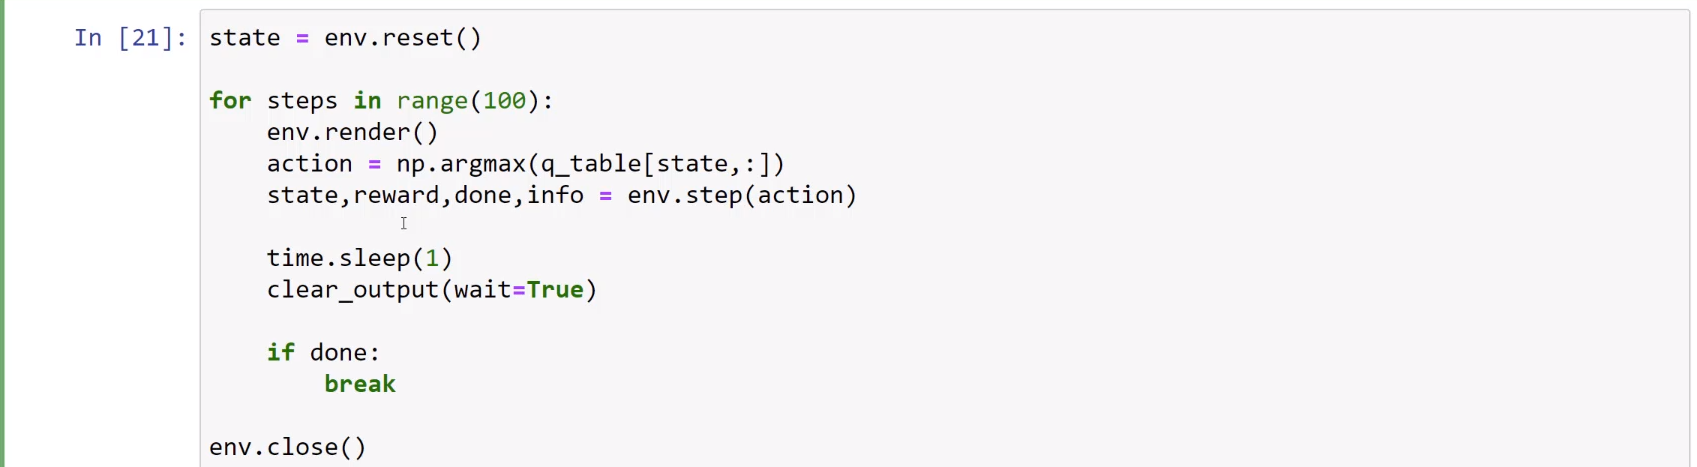 In [21]: state = env.reset()
for steps in range(100):
    env.render()
    action = np.argmax(q_table[state,:])
    state,reward,done,info = env.step(action)
    time.sleep(1)
    clear_output(wait=True)
    if done:
        break
env.close()